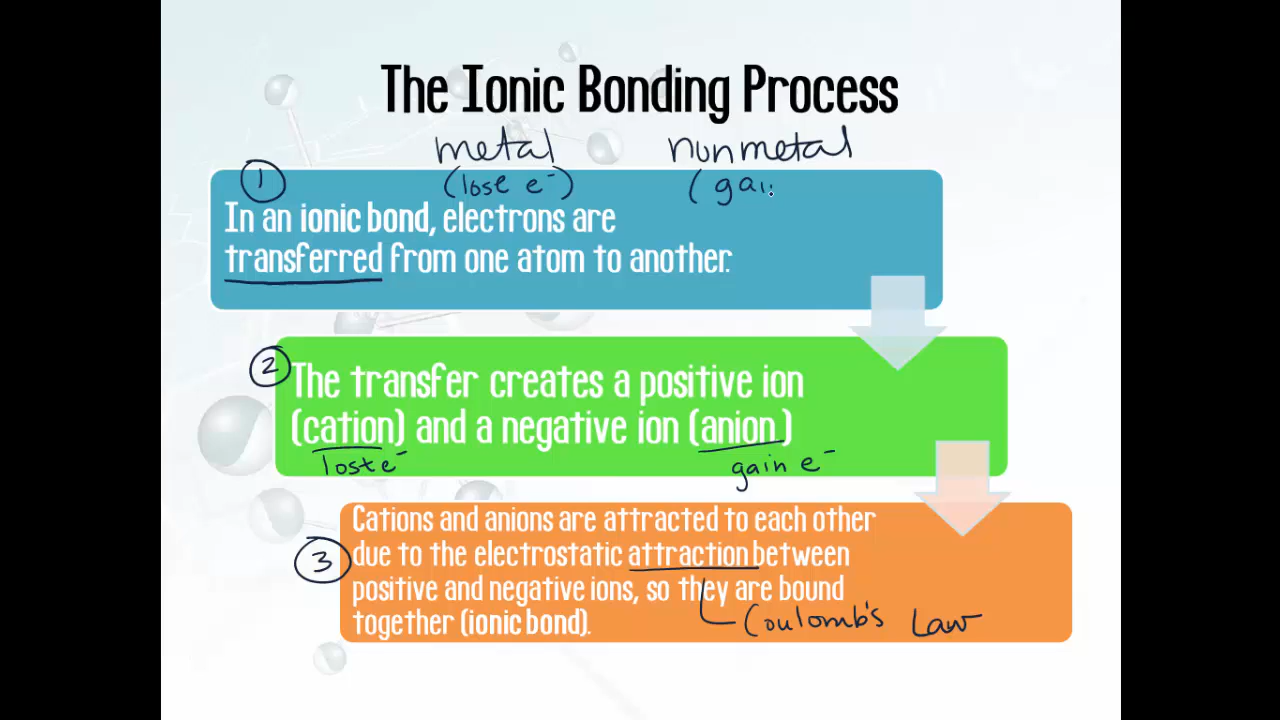 The Ionic Bonding Process
metal nonmetal
1 (lose e⁻) (gai
In an ionic bond, electrons are
transferred from one atom to another.
2 The transfer creates a positive ion
(cation) and a negative ion (anion)
lost e⁻ gain e⁻
Cations and anions are attracted to each other
3 due to the electrostatic attraction between
positive and negative ions, so they are bound
together (ionic bond). Coulomb's Law